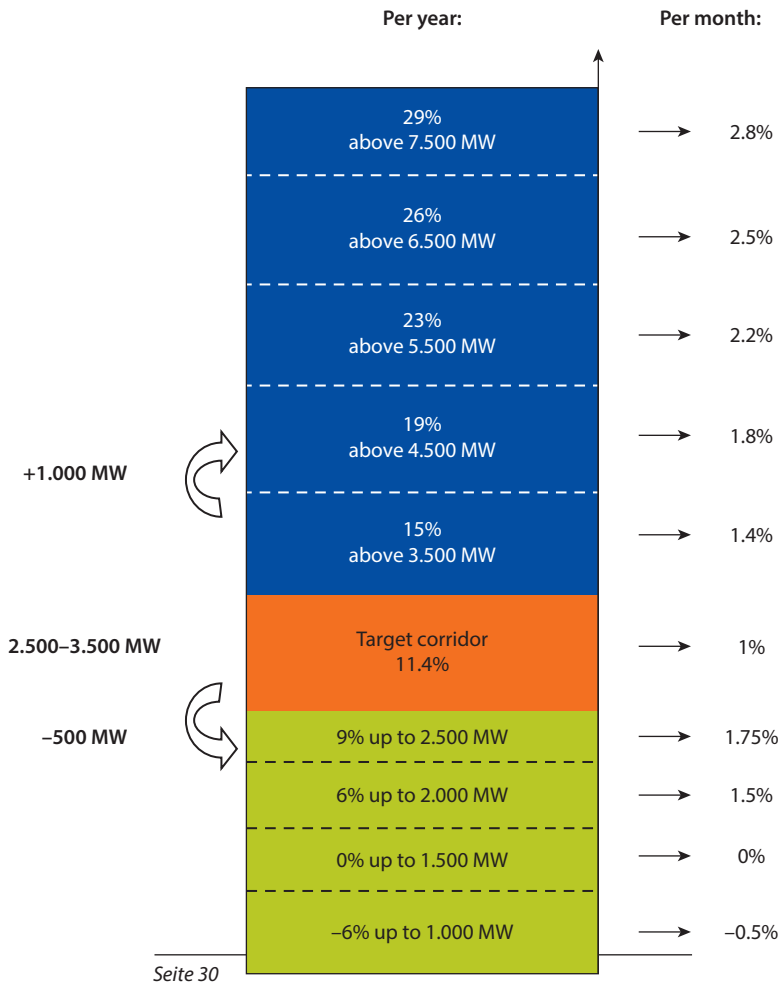 Per year:
Per month:
29%
above 7.500 MW
2.8%
26%
above 6.500 MW
2.5%
23%
above 5.500 MW
2.2%
19%
above 4.500 MW
1.8%
+1.000 MW
15%
above 3.500 MW
1.4%
2.500–3.500 MW
Target corridor
11.4%
1%
–500 MW
9% up to 2.500 MW
1.75%
6% up to 2.000 MW
1.5%
0% up to 1.500 MW
0%
–6% up to 1.000 MW
–0.5%
Seite 30